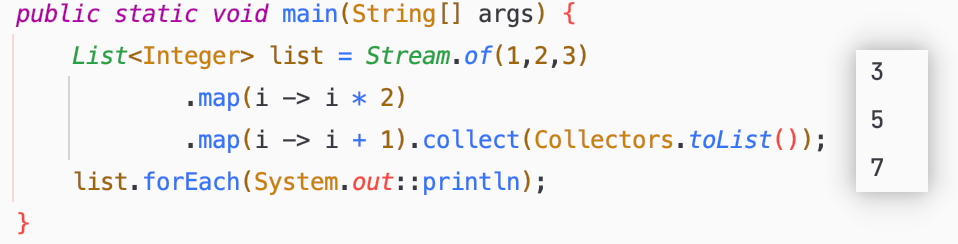 public static void main(String[] args) {
    List<Integer> list = Stream.of(1,2,3)
            .map(i -> i * 2)
            .map(i -> i + 1).collect(Collectors.toList());
    list.forEach(System.out::println);
}
3
5
7